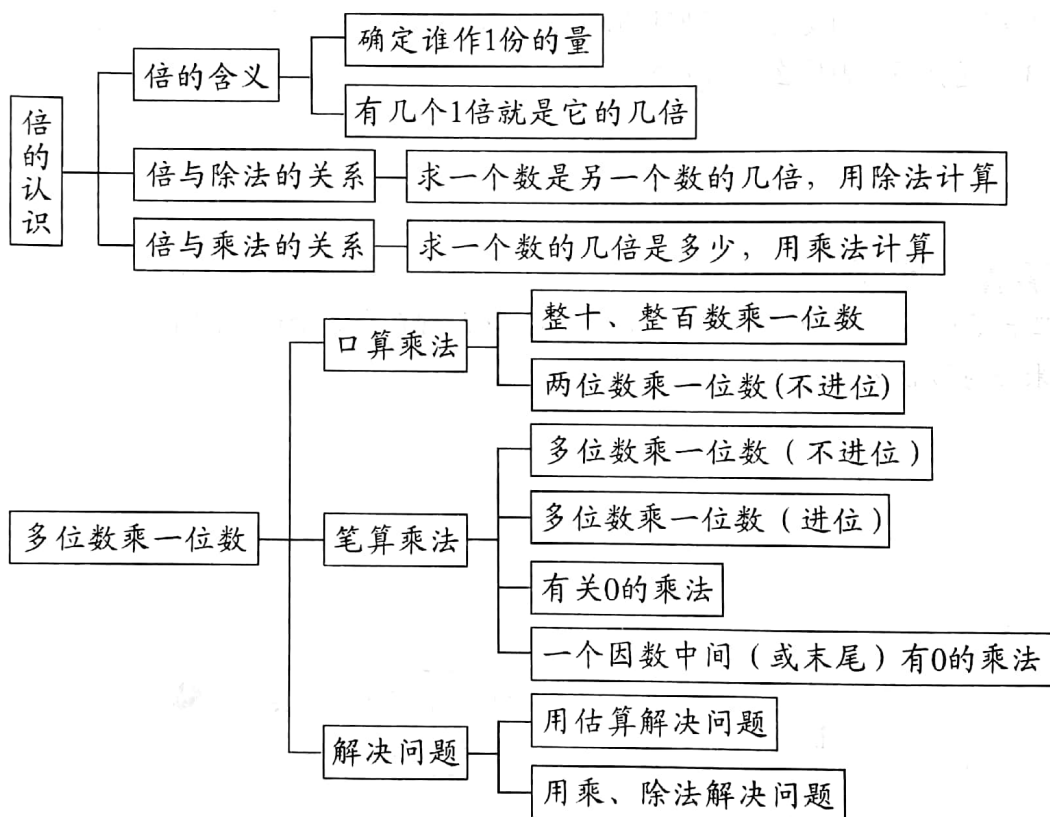 倍的认识
倍的含义
确定谁作1份的量
有几个1倍就是它的几倍
倍与除法的关系
求一个数是另一个数的几倍，用除法计算
倍与乘法的关系
求一个数的几倍是多少，用乘法计算
多位数乘一位数
口算乘法
整十、整百数乘一位数
两位数乘一位数(不进位)
笔算乘法
多位数乘一位数（不进位）
多位数乘一位数（进位）
有关0的乘法
一个因数中间（或末尾）有0的乘法
解决问题
用估算解决问题
用乘、除法解决问题